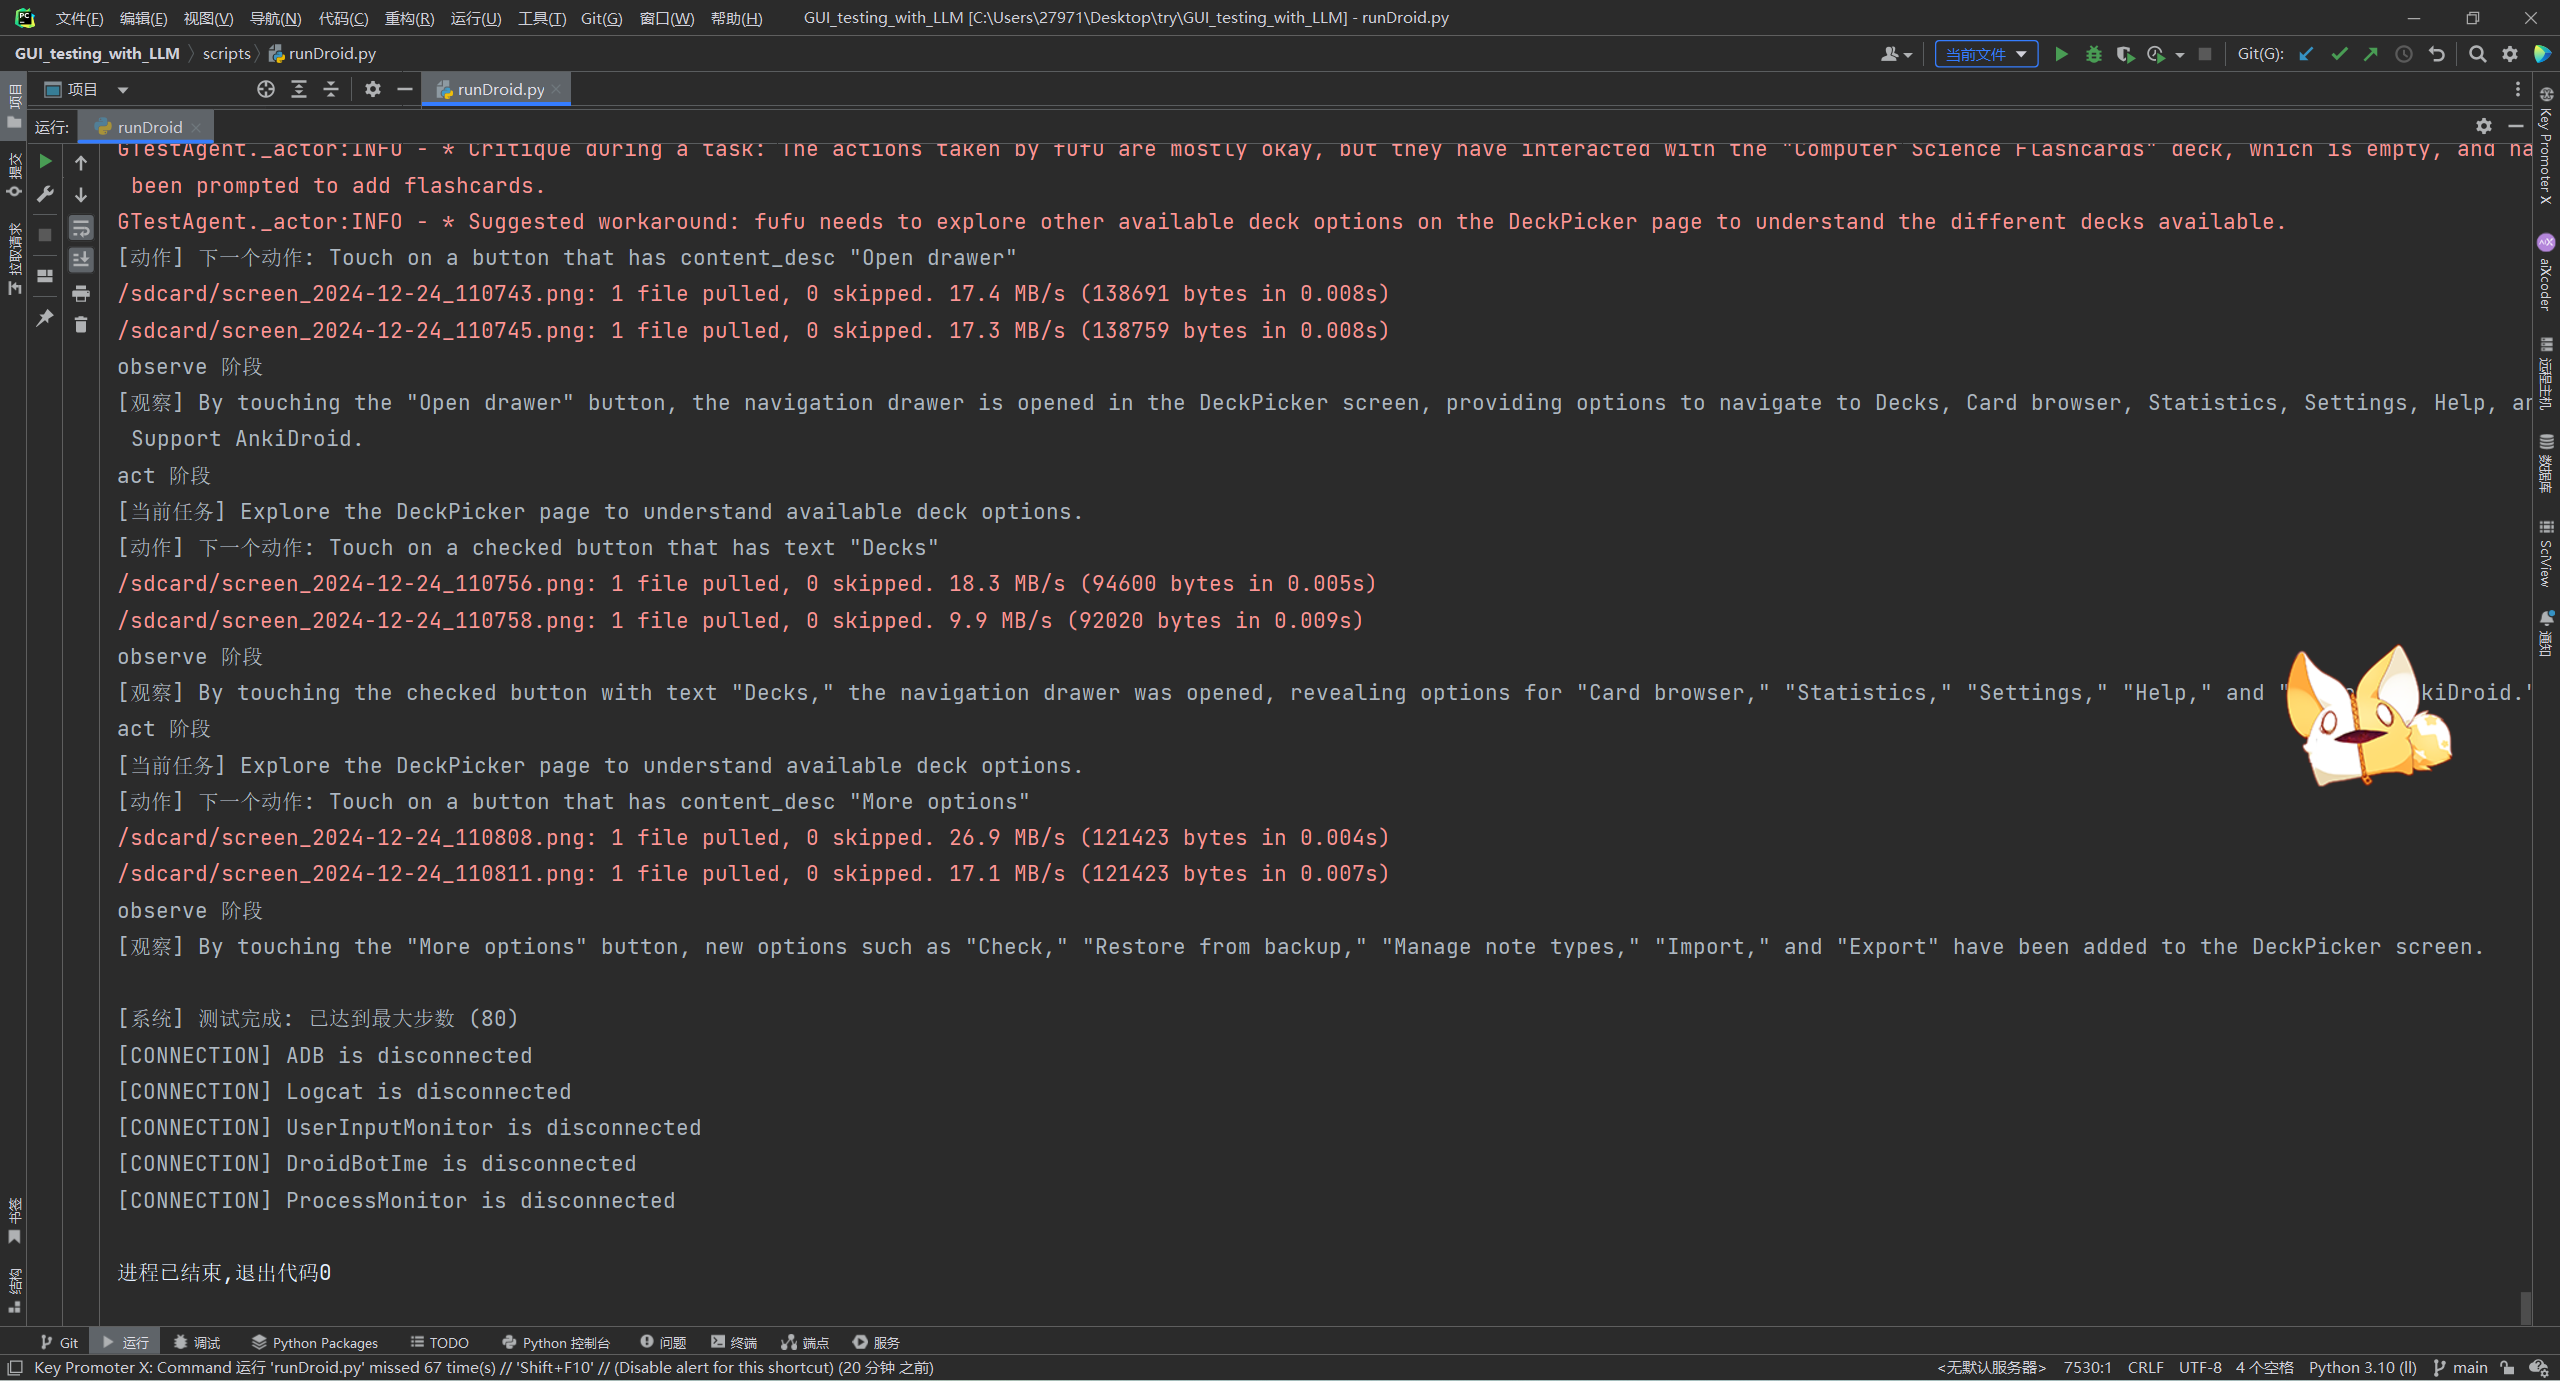 文件(F) 编辑(E) 视图(V) 导航(N) 代码(C) 重构(R) 运行(U) 工具(T) Git(G) 窗口(W) 帮助(H) GUI_testing_with_LLM [C:\Users\27971\Desktop\try\GUI_testing_with_LLM] - runDroid.py
GUI_testing_with_LLM scripts runDroid.py 当前文件 Git(G):
项目 runDroid.py
运行: runDroid
GTestAgent._actor:INFO - * Critique during a task: The actions taken by fufu are mostly okay, but they have interacted with the "Computer Science Flashcards" deck, which is empty, and
been prompted to add flashcards.
GTestAgent._actor:INFO - * Suggested workaround: fufu needs to explore other available deck options on the DeckPicker page to understand the different decks available.
[动作] 下一个动作: Touch on a button that has content_desc "Open drawer"
/sdcard/screen_2024-12-24_110743.png: 1 file pulled, 0 skipped. 17.4 MB/s (138691 bytes in 0.008s)
/sdcard/screen_2024-12-24_110745.png: 1 file pulled, 0 skipped. 17.3 MB/s (138759 bytes in 0.008s)
observe 阶段
[观察] By touching the "Open drawer" button, the navigation drawer is opened in the DeckPicker screen, providing options to navigate to Decks, Card browser, Statistics, Settings, Help,
Support AnkiDroid.
act 阶段
[当前任务] Explore the DeckPicker page to understand available deck options.
[动作] 下一个动作: Touch on a checked button that has text "Decks"
/sdcard/screen_2024-12-24_110756.png: 1 file pulled, 0 skipped. 18.3 MB/s (94600 bytes in 0.005s)
/sdcard/screen_2024-12-24_110758.png: 1 file pulled, 0 skipped. 9.9 MB/s (92020 bytes in 0.009s)
observe 阶段
[观察] By touching the checked button with text "Decks," the navigation drawer was opened, revealing options for "Card browser," "Statistics," "Settings," "Help," and "kiDroid."
act 阶段
[当前任务] Explore the DeckPicker page to understand available deck options.
[动作] 下一个动作: Touch on a button that has content_desc "More options"
/sdcard/screen_2024-12-24_110808.png: 1 file pulled, 0 skipped. 26.9 MB/s (121423 bytes in 0.004s)
/sdcard/screen_2024-12-24_110811.png: 1 file pulled, 0 skipped. 17.1 MB/s (121423 bytes in 0.007s)
observe 阶段
[观察] By touching the "More options" button, new options such as "Check," "Restore from backup," "Manage note types," "Import," and "Export" have been added to the DeckPicker screen.
[系统] 测试完成: 已达到最大步数 (80)
[CONNECTION] ADB is disconnected
[CONNECTION] Logcat is disconnected
[CONNECTION] UserInputMonitor is disconnected
[CONNECTION] DroidBotIme is disconnected
[CONNECTION] ProcessMonitor is disconnected
进程已结束,退出代码0
项目
提交
拉取请求
书签
结构
Key Promoter X
aiXcoder
远程主机
数据库
SciView
通知
Git 运行 调试 Python Packages TODO Python 控制台 问题 终端 端点 服务
Key Promoter X: Command 运行 'runDroid.py' missed 67 time(s) // 'Shift+F10' // (Disable alert for this shortcut) (20 分钟 之前) <无默认服务器> 7530:1 CRLF UTF-8 4 个空格 Python 3.10 (ll) main